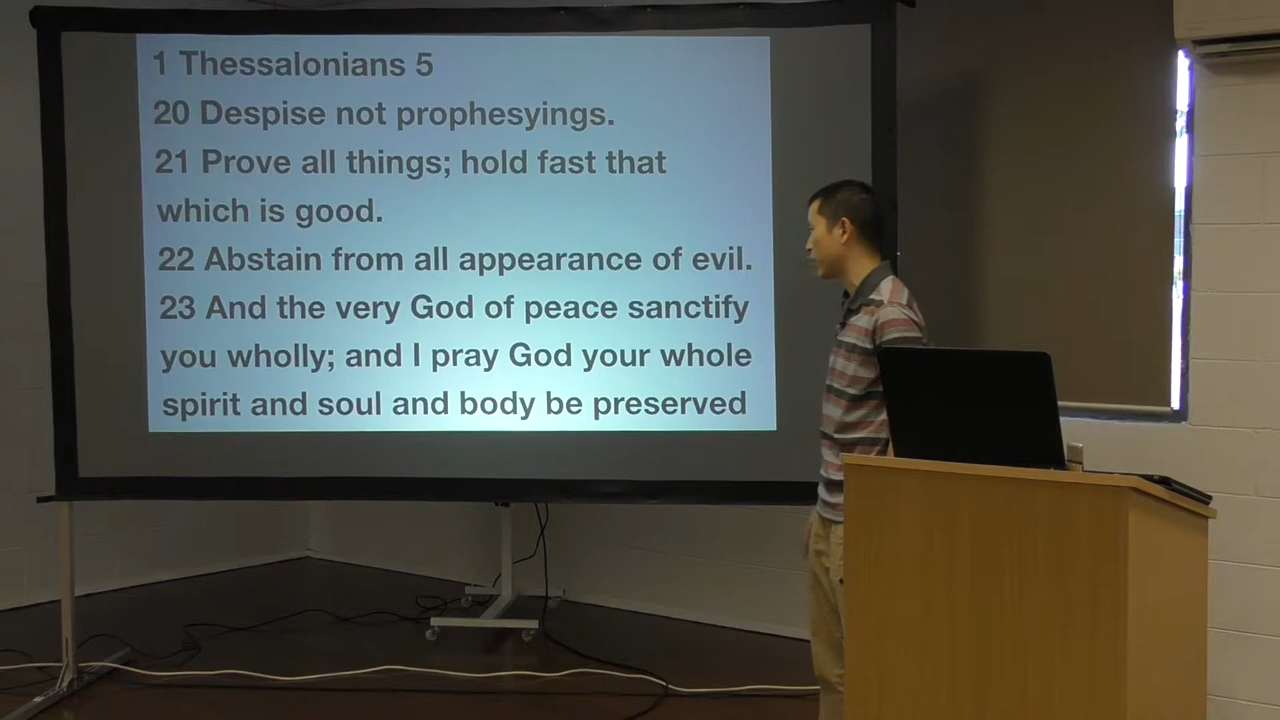 1 Thessalonians 5
20 Despise not prophesyings.
21 Prove all things; hold fast that
which is good.
22 Abstain from all appearance of evil.
23 And the very God of peace sanctify
you wholly; and I pray God your whole
spirit and soul and body be preserved